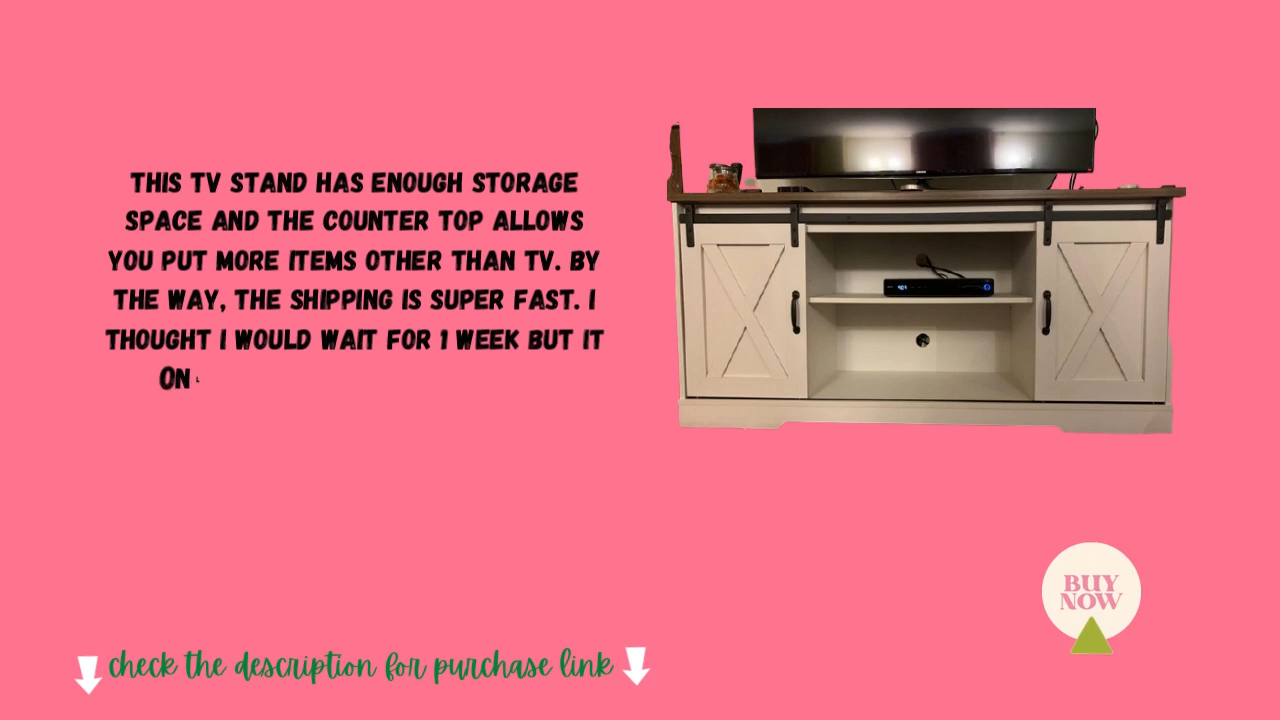 THIS TV STAND HAS ENOUGH STORAGE
SPACE AND THE COUNTER TOP ALLOWS
YOU PUT MORE ITEMS OTHER THAN TV. BY
THE WAY, THE SHIPPING IS SUPER FAST. I
THOUGHT I WOULD WAIT FOR 1 WEEK BUT IT
ON
BUY
NOW
check the description for purchase link